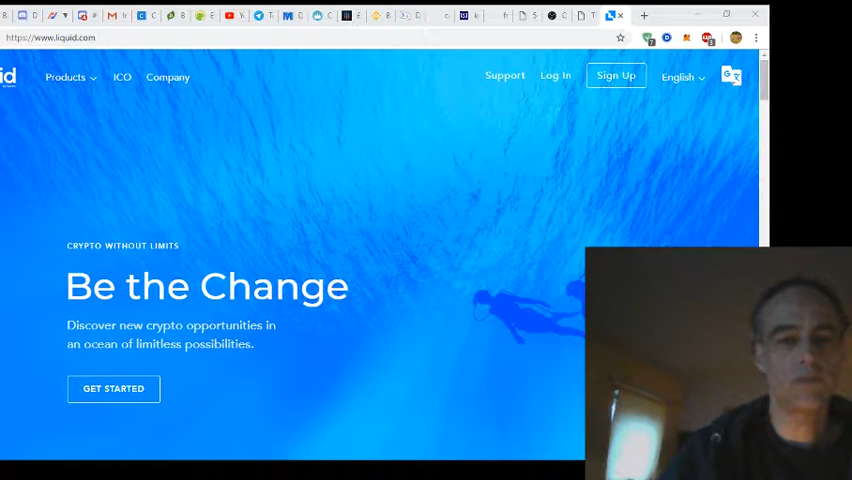 https://www.liquid.com
id
Products
ICO
Company
Support
Log In
Sign Up
English
CRYPTO WITHOUT LIMITS
Be the Change
Discover new crypto opportunities in
an ocean of limitless possibilities.
GET STARTED